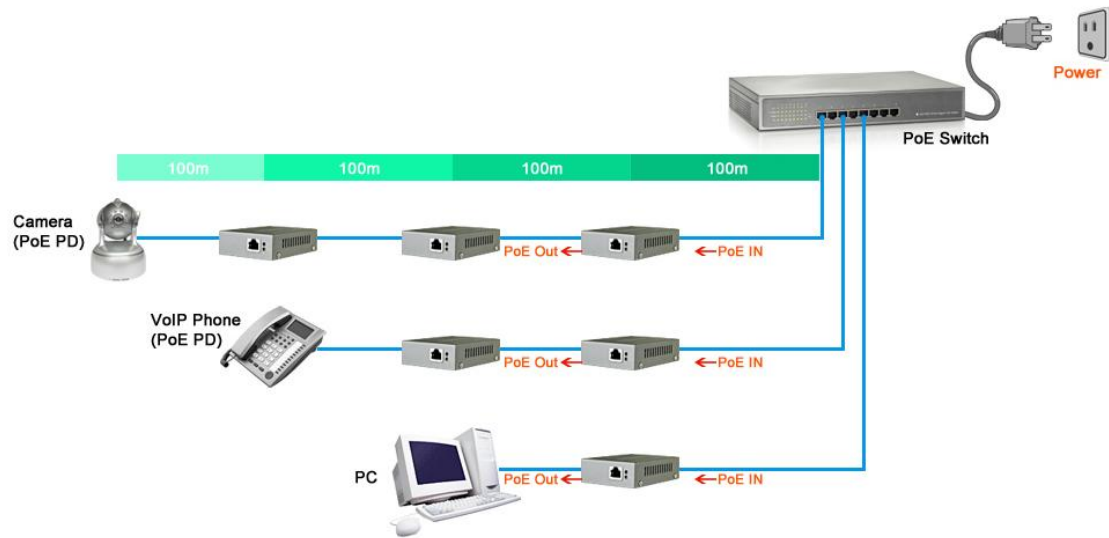 Power
PoE Switch
100m 100m 100m 100m
Camera
(PoE PD)
PoE Out PoE IN
VoIP Phone
(PoE PD)
PoE Out PoE IN
PC
PoE Out PoE IN